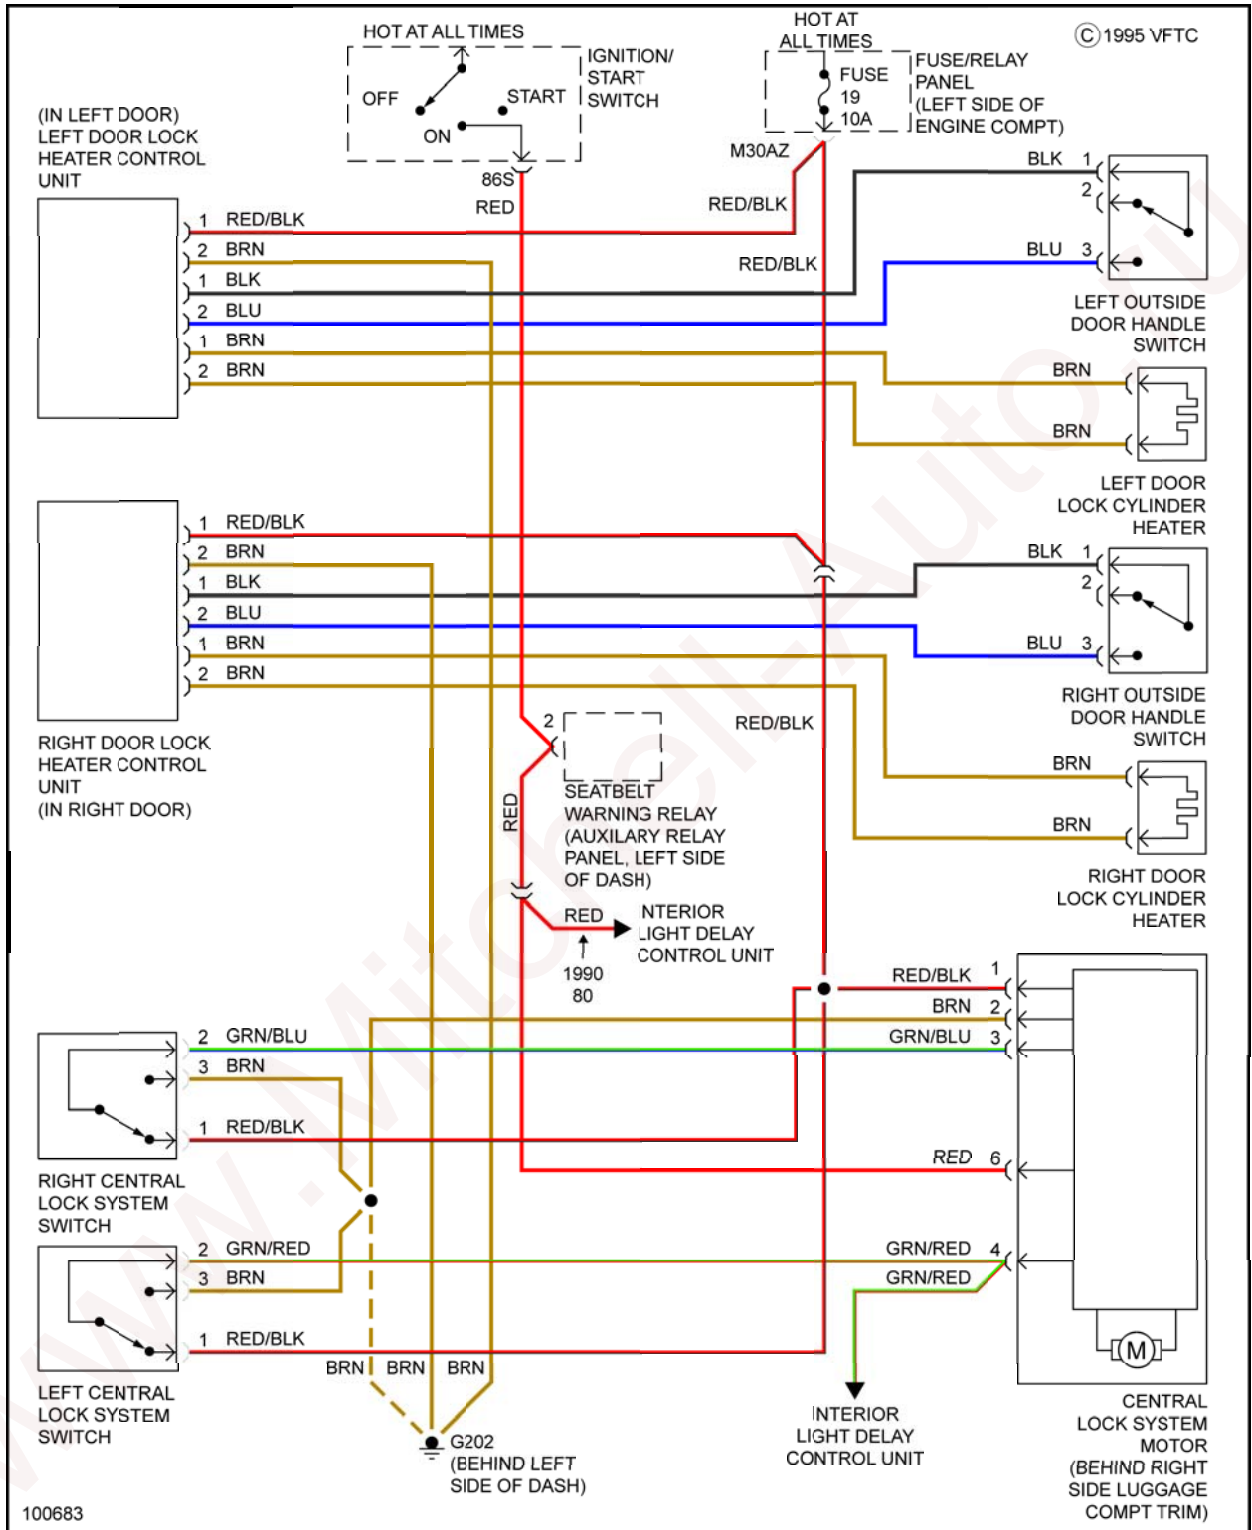 HOT AT ALL TIMES
HOT AT
ALL TIMES
© 1995 VFTC
IGNITION/
START
SWITCH
OFF
START
ON
FUSE
19
10A
FUSE/RELAY
PANEL
(LEFT SIDE OF
ENGINE COMPT)
(IN LEFT DOOR)
LEFT DOOR LOCK
HEATER CONTROL
UNIT
86S
RED
M30AZ
RED/BLK
RED/BLK
1 RED/BLK
2 BRN
1 BLK
2 BLU
1 BRN
2 BRN
BLK 1
2
BLU 3
LEFT OUTSIDE
DOOR HANDLE
SWITCH
BRN
BRN
LEFT DOOR
LOCK CYLINDER
HEATER
1 RED/BLK
2 BRN
1 BLK
2 BLU
1 BRN
2 BRN
BLK 1
2
BLU 3
RIGHT OUTSIDE
DOOR HANDLE
SWITCH
RIGHT DOOR LOCK
HEATER CONTROL
UNIT
(IN RIGHT DOOR)
2
RED/BLK
RED
SEATBELT
WARNING RELAY
(AUXILARY RELAY
PANEL, LEFT SIDE
OF DASH)
BRN
BRN
RIGHT DOOR
LOCK CYLINDER
HEATER
RED
INTERIOR
LIGHT DELAY
CONTROL UNIT
1990
80
RED/BLK 1
BRN 2
GRN/BLU 3
RED 6
GRN/RED 4
GRN/RED
2 GRN/BLU
3 BRN
1 RED/BLK
RIGHT CENTRAL
LOCK SYSTEM
SWITCH
2 GRN/RED
3 BRN
1 RED/BLK
LEFT CENTRAL
LOCK SYSTEM
SWITCH
BRN BRN BRN
G202
(BEHIND LEFT
SIDE OF DASH)
INTERIOR
LIGHT DELAY
CONTROL UNIT
M
CENTRAL
LOCK SYSTEM
MOTOR
(BEHIND RIGHT
SIDE LUGGAGE
COMPT TRIM)
100683
www.Mitchell-Auto.ru